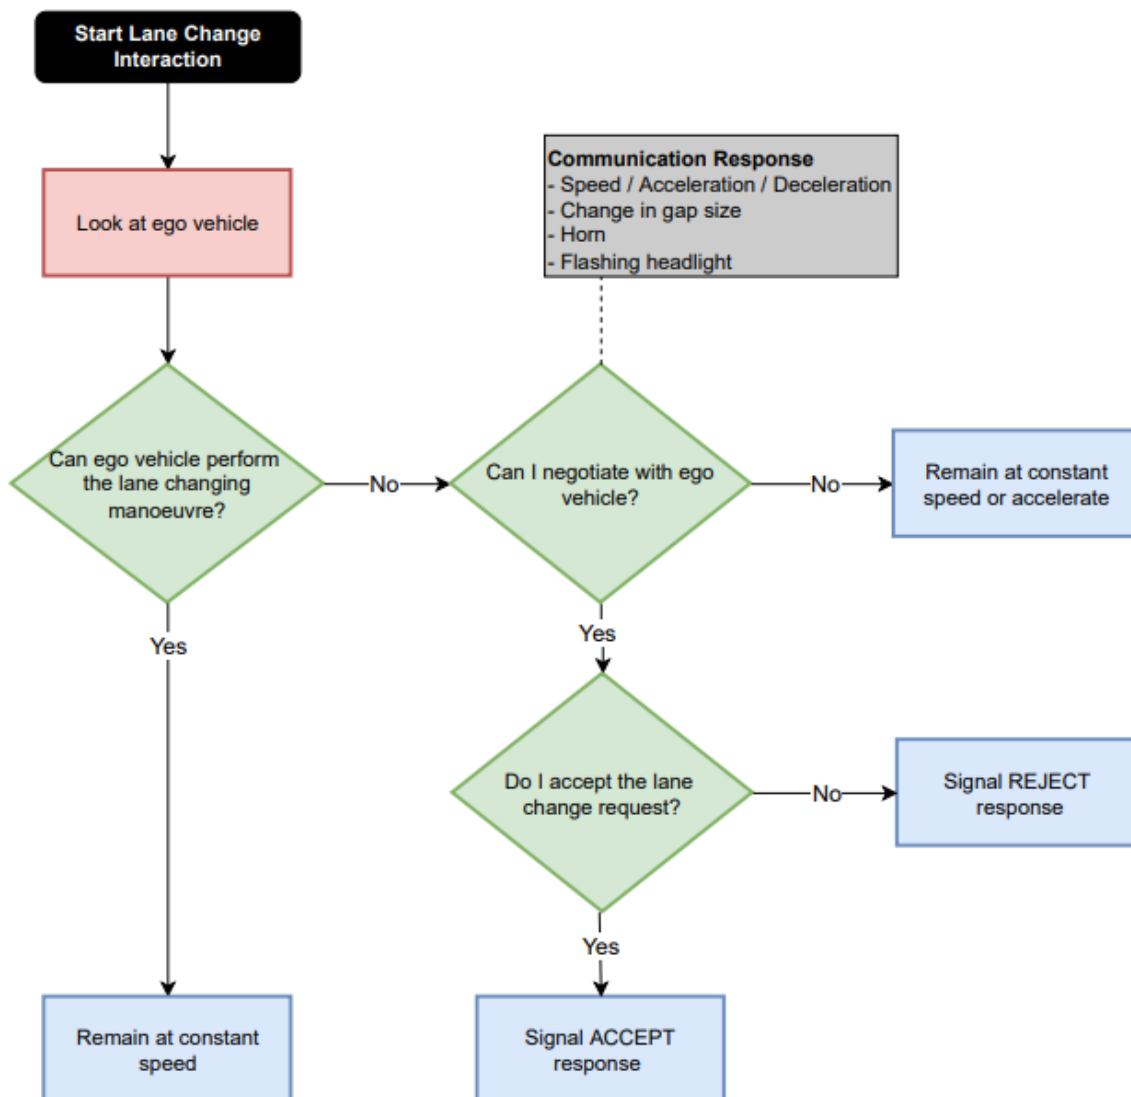 Start Lane Change
Interaction
Look at ego vehicle
Communication Response
- Speed / Acceleration / Deceleration
- Change in gap size
- Horn
- Flashing headlight
Can ego vehicle perform
the lane changing
manoeuvre?
No
Can I negotiate with ego
vehicle?
No
Remain at constant
speed or accelerate
Yes
Yes
Do I accept the lane
change request?
No
Signal REJECT
response
Yes
Remain at constant
speed
Signal ACCEPT
response